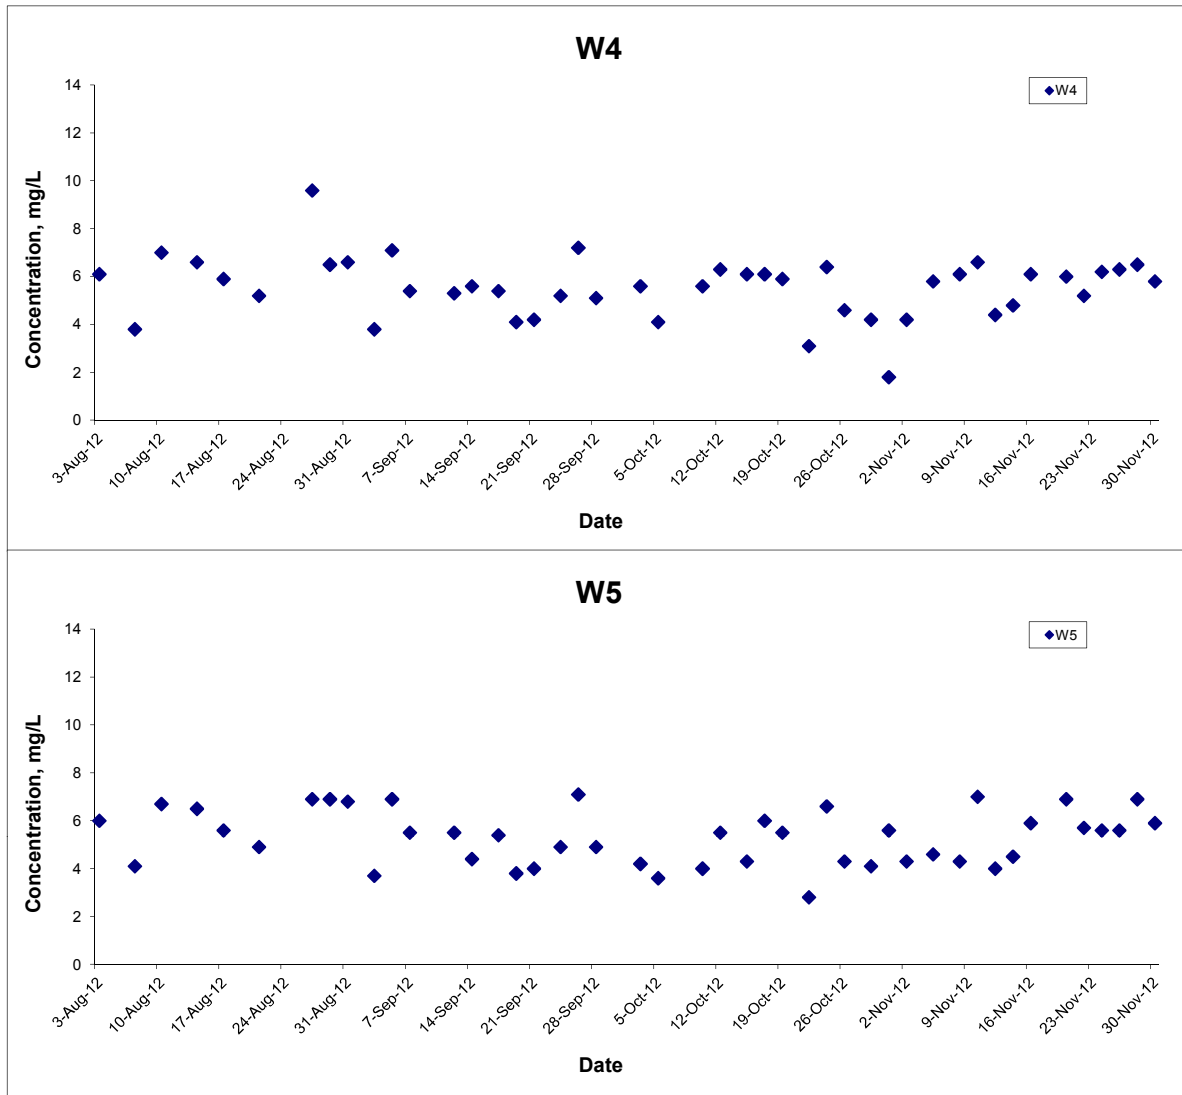 W4
W4
Concentration, mg/L
14
12
10
8
6
4
2
0
3-Aug-12
10-Aug-12
17-Aug-12
24-Aug-12
31-Aug-12
7-Sep-12
14-Sep-12
21-Sep-12
28-Sep-12
5-Oct-12
12-Oct-12
19-Oct-12
26-Oct-12
2-Nov-12
9-Nov-12
16-Nov-12
23-Nov-12
30-Nov-12
Date
W5
W5
Concentration, mg/L
14
12
10
8
6
4
2
0
3-Aug-12
10-Aug-12
17-Aug-12
24-Aug-12
31-Aug-12
7-Sep-12
14-Sep-12
21-Sep-12
28-Sep-12
5-Oct-12
12-Oct-12
19-Oct-12
26-Oct-12
2-Nov-12
9-Nov-12
16-Nov-12
23-Nov-12
30-Nov-12
Date